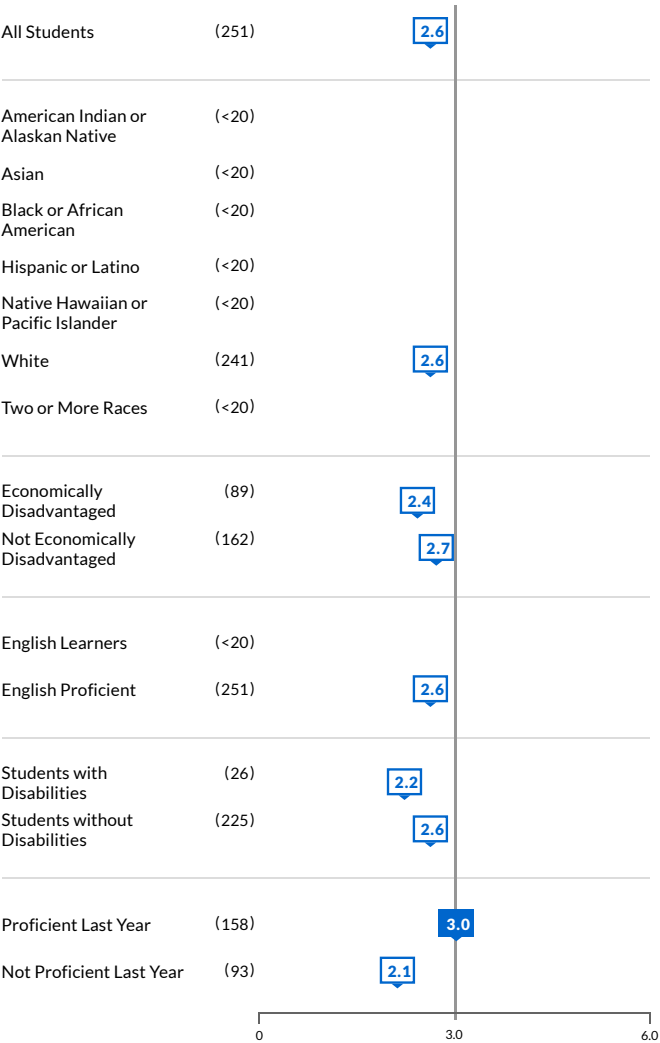 All Students (251) 2.6
American Indian or (<20)
Alaskan Native
Asian (<20)
Black or African (<20)
American
Hispanic or Latino (<20)
Native Hawaiian or (<20)
Pacific Islander
White (241) 2.6
Two or More Races (<20)
Economically (89) 2.4
Disadvantaged
Not Economically (162) 2.7
Disadvantaged
English Learners (<20)
English Proficient (251) 2.6
Students with (26) 2.2
Disabilities
Students without (225) 2.6
Disabilities
Proficient Last Year (158) 3.0
Not Proficient Last Year (93) 2.1
0 3.0 6.0